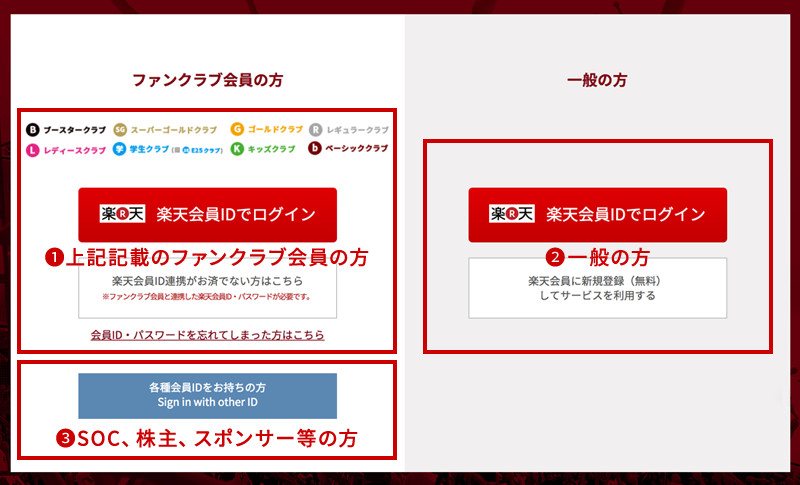 ファンクラブ会員の方
B ブースタークラブ SG スーパーゴールドクラブ G ゴールドクラブ R レギュラークラブ
L レディースクラブ 学 学生クラブ K キッズクラブ b ベーシッククラブ
楽R天 楽天会員IDでログイン
❶上記記載のファンクラブ会員の方
楽天会員ID連携がお済でない方はこちら
※ファンクラブ会員と連携した楽天会員ID・パスワードが必要です。
会員ID・パスワードを忘れてしまった方はこちら
各種会員IDをお持ちの方
Sign in with other ID
❸SOC、株主、スポンサー等の方
一般の方
楽R天 楽天会員IDでログイン
❷一般の方
楽天会員に新規登録（無料）
してサービスを利用する